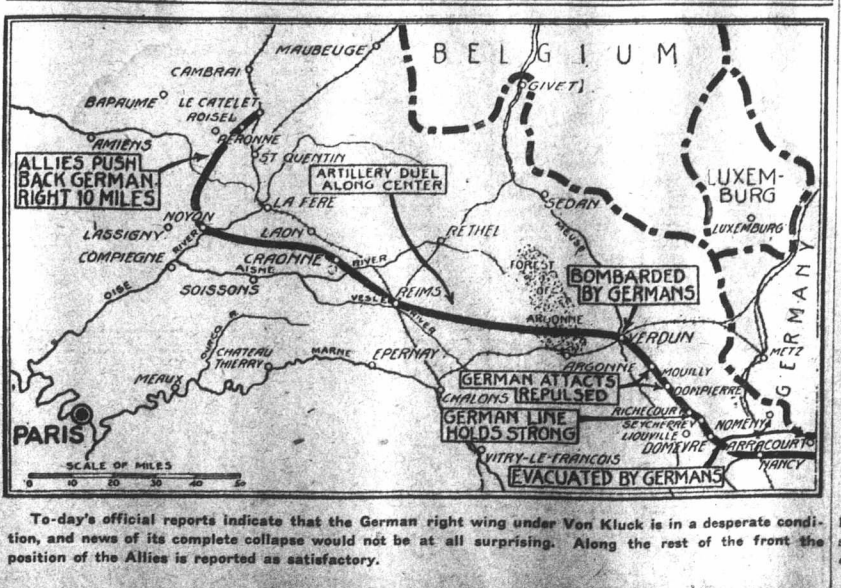 BELGIUM
MAUBEUGE
CAMBRAI
GIVET
BAPAUME
LE CATELET
ROISEL
AMIENS
PERONNE
ST QUENTIN
ALLIES PUSH
BACK GERMAN
RIGHT 10 MILES
ARTILLERY DUEL
ALONG CENTER
LUXEM-
BURG
LUXEMBURG
LA FERE
SEDAN
NOYON
LASSIGNY
RIVER
LAON
RETHEL
MEUSE
COMPIEGNE
CRAONNE
RIVER
AISNE
FOREST
OF
ARGONNE
BOMBARDED
BY GERMANS
GERMANY
OISE
SOISSONS
VESLE
REIMS
RIVER
OURCQ R.
VERDUN
CHATEAU
THIERRY
MARNE
EPERNAY
ARGONNE
METZ
MEAUX
MOUILLY
GERMAN ATTACTS
REPULSED
DOMPIERRE
CHALONS
PARIS
GERMAN LINE
HOLDS STRONG
RICHECOURT
SEYCHERREY
LIOUVILLE
NOMENY
DOMEVRE
ARRACOURT
VITRY-LE-FRANCOIS
NANCY
SCALE OF MILES
0 10 20 30 40 50
EVACUATED BY GERMANS
To-day's official reports indicate that the German right wing under Von Kluck is in a desperate condi-
tion, and news of its complete collapse would not be at all surprising. Along the rest of the front the
position of the Allies is reported as satisfactory.